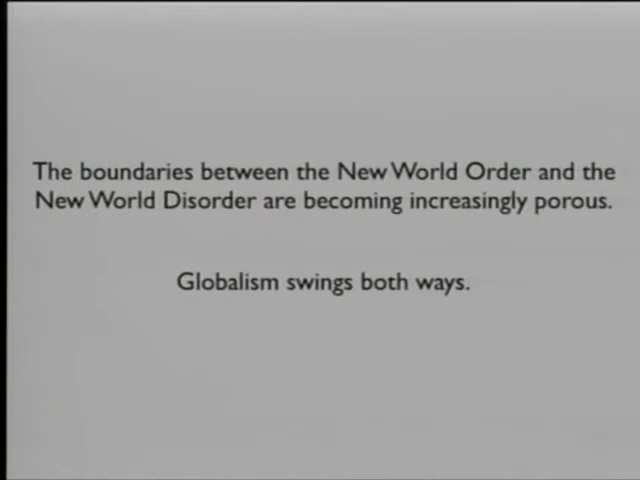 The boundaries between the New World Order and the
New World Disorder are becoming increasingly porous.
Globalism swings both ways.